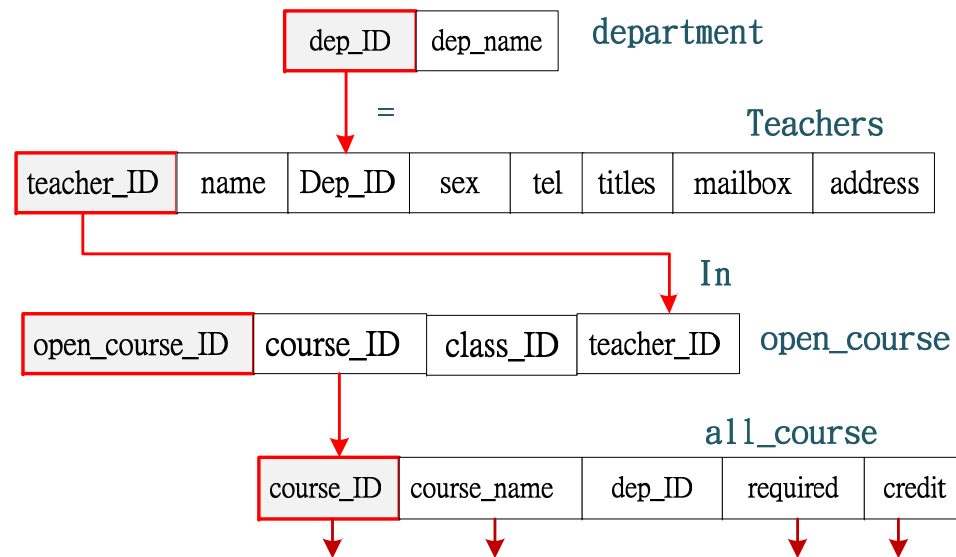 dep_ID dep_name department
=
Teachers
teacher_ID name Dep_ID sex tel titles mailbox address
In
open_course_ID course_ID class_ID teacher_ID open_course
all_course
course_ID course_name dep_ID required credit